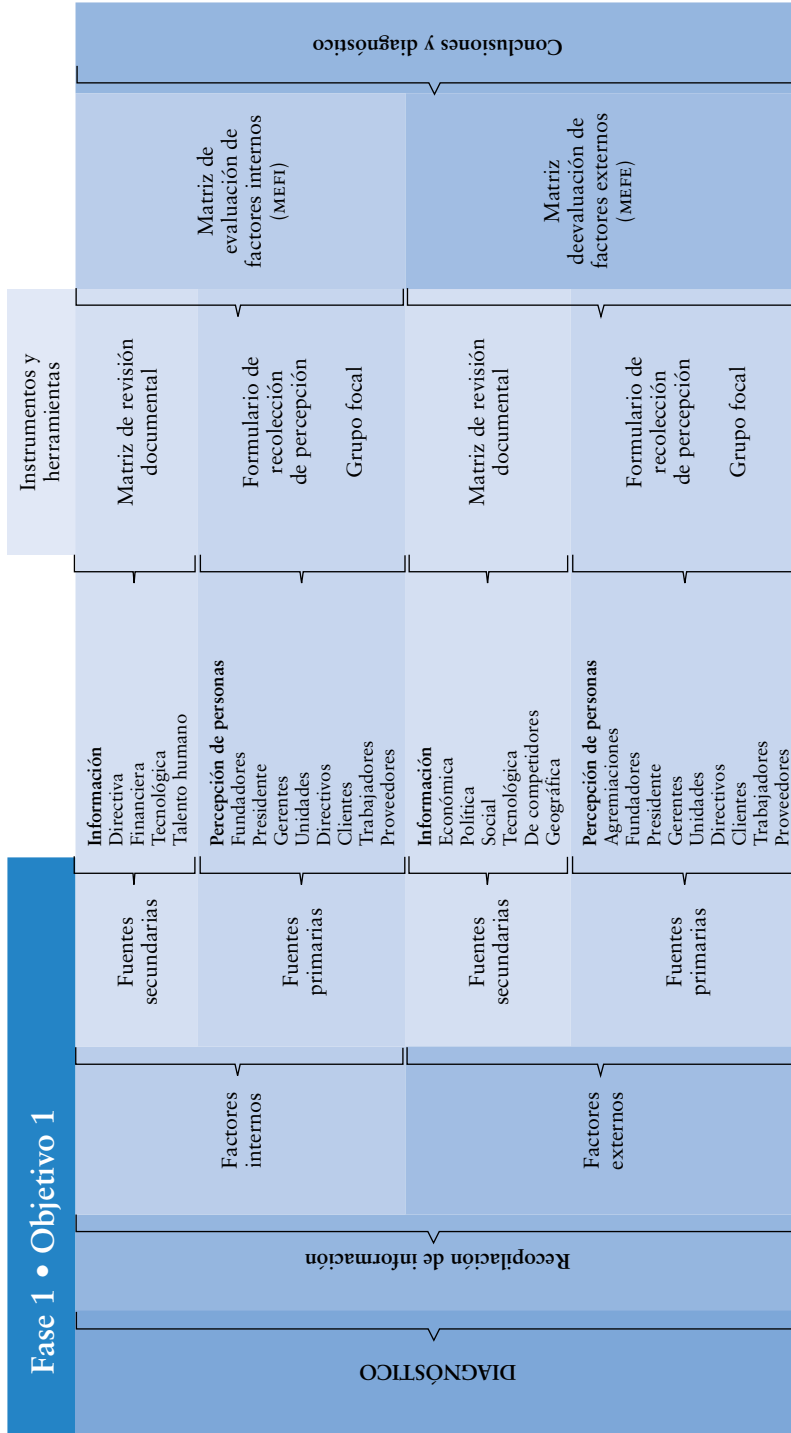 Fase 1 • Objetivo 1
Instrumentos y
herramientas
DIAGNÓSTICO
Recopilación de información
Factores
internos
Fuentes
secundarias
Información
Directiva
Financiera
Tecnológica
Talento humano
Matriz de revisión
documental
Fuentes
primarias
Percepción de personas
Fundadores
Presidente
Gerentes
Unidades
Directivos
Clientes
Trabajadores
Proveedores
Formulario de
recolección
de percepción
Grupo focal
Matriz de
evaluación de
factores internos
(MEFI)
Factores
externos
Fuentes
secundarias
Información
Económica
Política
Social
Tecnológica
De competidores
Geográfica
Matriz de revisión
documental
Fuentes
primarias
Percepción de personas
Agremiaciones
Fundadores
Presidente
Gerentes
Unidades
Directivos
Clientes
Trabajadores
Proveedores
Formulario de
recolección
de percepción
Grupo focal
Matriz
deevaluación de
factores externos
(MEFE)
Conclusiones y diagnóstico